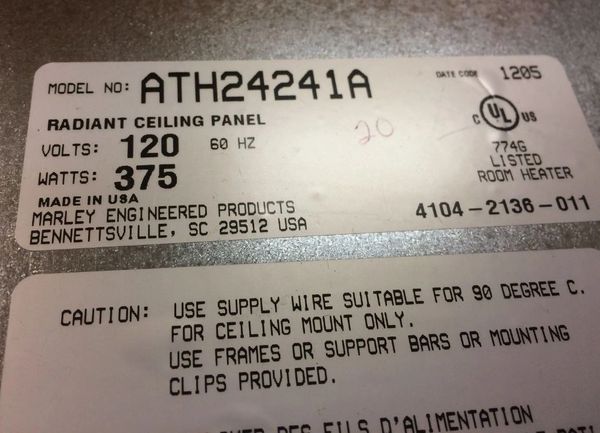 MODEL NO: ATH24241A
DATE CODE 1205
RADIANT CEILING PANEL
VOLTS: 120 60 HZ
20
C UL US
WATTS: 375
774G
LISTED
ROOM HEATER
MADE IN USA
MARLEY ENGINEERED PRODUCTS
BENNETTSVILLE, SC 29512 USA
4104-2136-011
CAUTION: USE SUPPLY WIRE SUITABLE FOR 90 DEGREE C.
FOR CEILING MOUNT ONLY.
USE FRAMES OR SUPPORT BARS OR MOUNTING
CLIPS PROVIDED.
DES FILS D'ALIMENTATION